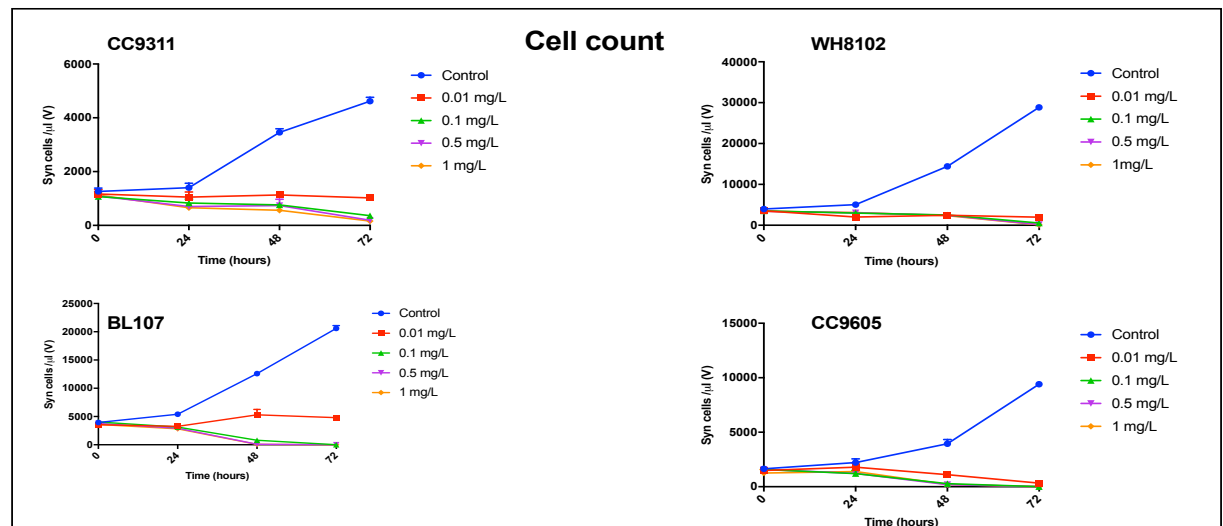 Cell count
CC9311
6000
4000
2000
0
Syn cells /µl (V)
0
24
48
72
Time (hours)
Control
0.01 mg/L
0.1 mg/L
0.5 mg/L
1 mg/L
WH8102
40000
30000
20000
10000
0
Syn cells /µl (V)
0
24
48
72
Time (hours)
Control
0.01 mg/L
0.1 mg/L
0.5 mg/L
1mg/L
BL107
25000
20000
15000
10000
5000
0
Syn cells /µl (V)
0
24
48
72
Time (hours)
Control
0.01 mg/L
0.1 mg/L
0.5 mg/L
1 mg/L
CC9605
15000
10000
5000
0
Syn cells /µl (V)
0
24
48
72
Time (hours)
Control
0.01 mg/L
0.1 mg/L
0.5 mg/L
1 mg/L